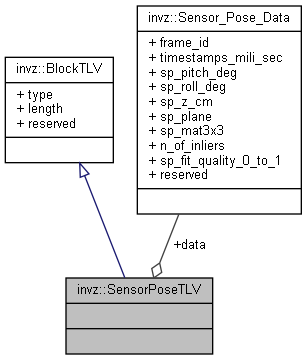 invz::Sensor_Pose_Data
+ frame_id
+ timestamps_mili_sec
+ sp_pitch_deg
+ sp_roll_deg
+ sp_z_cm
+ sp_plane
+ sp_mat3x3
+ n_of_inliers
+ sp_fit_quality_0_to_1
+ reserved
invz::BlockTLV
+ type
+ length
+ reserved
+data
invz::SensorPoseTLV